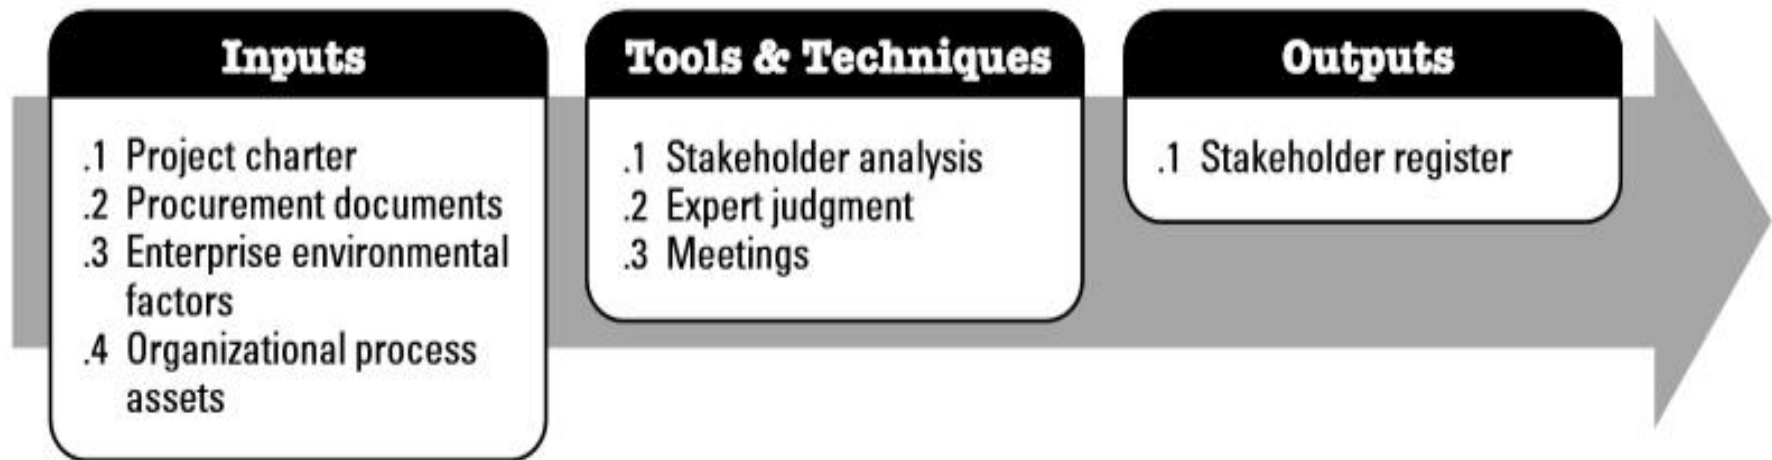 Inputs
.1 Project charter
.2 Procurement documents
.3 Enterprise environmental
factors
.4 Organizational process
assets
Tools & Techniques
.1 Stakeholder analysis
.2 Expert judgment
.3 Meetings
Outputs
.1 Stakeholder register